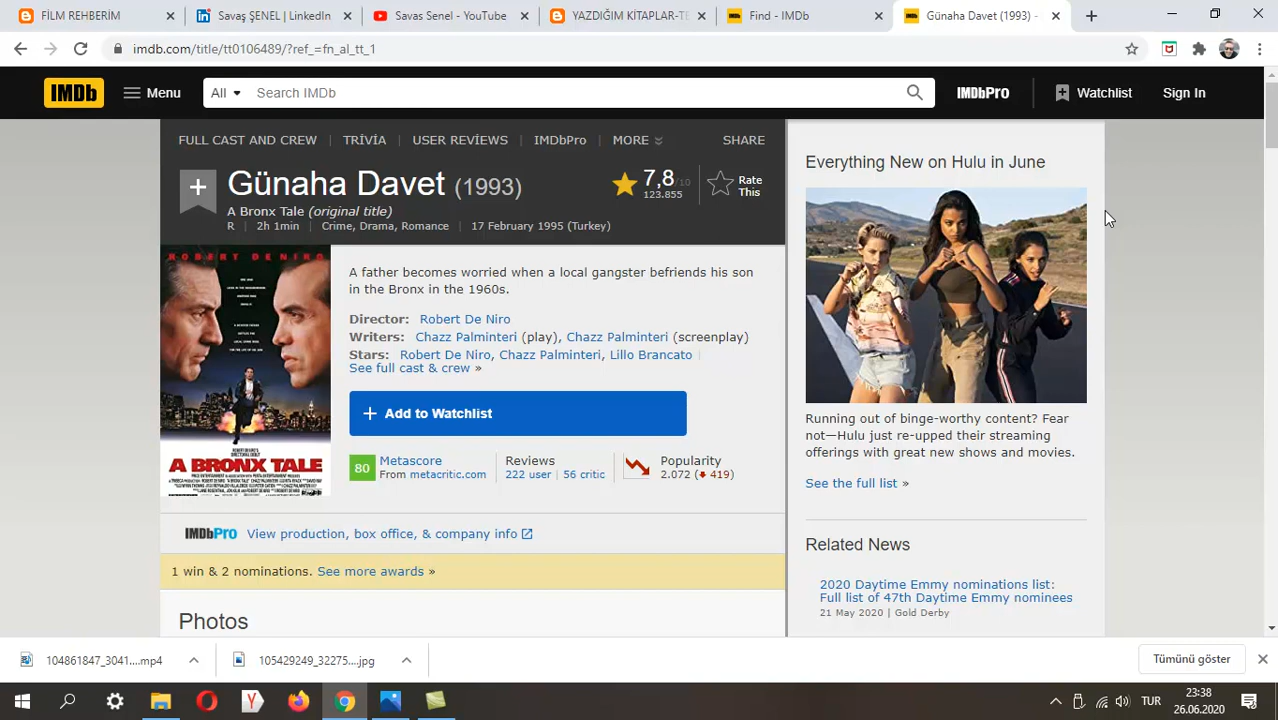 FİLM REHBERİM
Savaş ŞENEL | LinkedIn
Savas Senel - YouTube
YAZDIĞIM KİTAPLAR-TE
Find - IMDb
Günaha Davet (1993) -
imdb.com/title/tt0106489/?ref_=fn_al_tt_1
IMDb Menu All Search IMDb IMDbPro Watchlist Sign In
FULL CAST AND CREW TRİVİA USER REVİEWS IMDbPro MORE SHARE
Günaha Davet (1993)
7,8/10
123.855
Rate
This
A Bronx Tale (original title)
R 2h 1min Crime, Drama, Romance 17 February 1995 (Turkey)
ROBERT DE NIRO
A BRONX TALE
A father becomes worried when a local gangster befriends his son
in the Bronx in the 1960s.
Director: Robert De Niro
Writers: Chazz Palminteri (play), Chazz Palminteri (screenplay)
Stars: Robert De Niro, Chazz Palminteri, Lillo Brancato
See full cast & crew »
+ Add to Watchlist
80 Metascore
From metacritic.com
Reviews
222 user 56 critic
Popularity
2.072 (419)
IMDbPro View production, box office, & company info
1 win & 2 nominations. See more awards »
Photos
Everything New on Hulu in June
Running out of binge-worthy content? Fear
not—Hulu just re-upped their streaming
offerings with great new shows and movies.
See the full list »
Related News
2020 Daytime Emmy nominations list:
Full list of 47th Daytime Emmy nominees
21 May 2020 | Gold Derby
104861847_3041....mp4
105429249_32275....jpg
Tümünü göster
TUR
23:38
26.06.2020